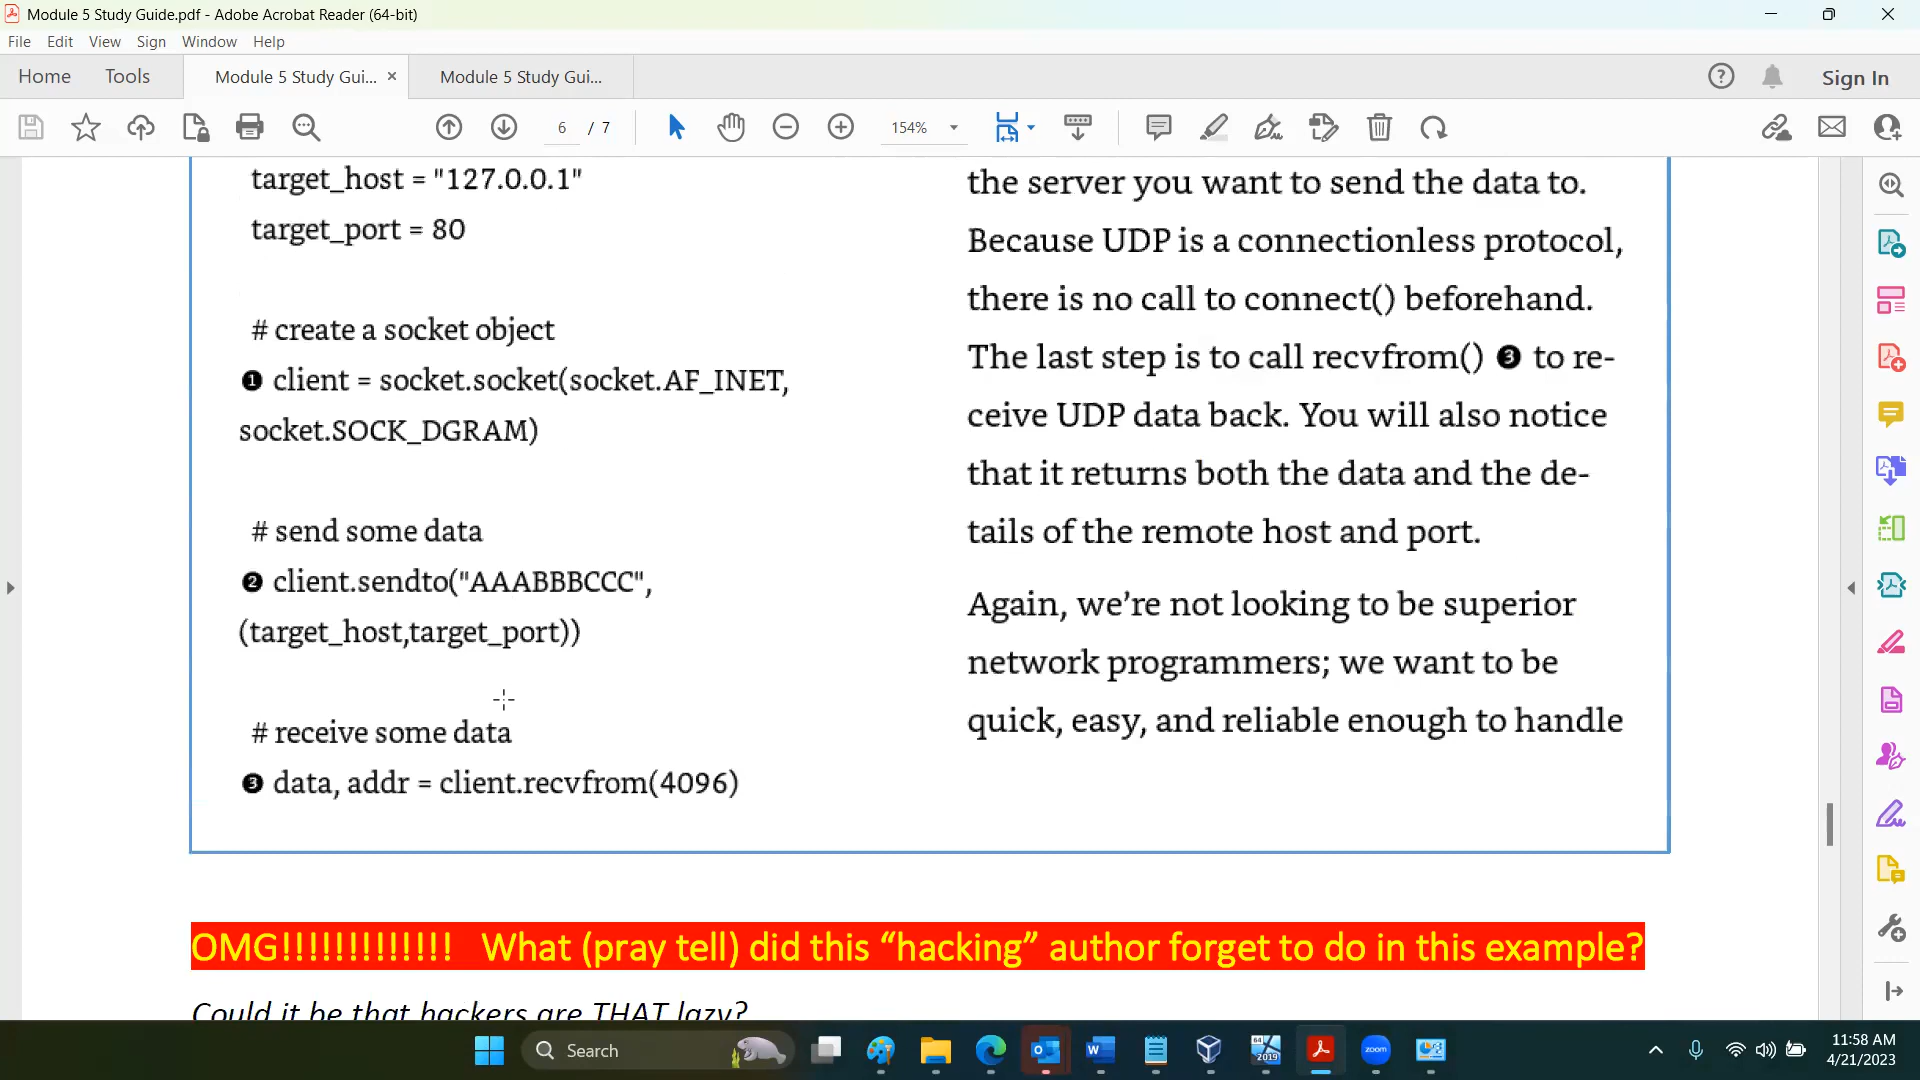 Module 5 Study Guide.pdf - Adobe Acrobat Reader (64-bit)
File Edit View Sign Window Help
Home Tools Module 5 Study Gui... × Module 5 Study Gui... Sign In
6 / 7 154%
target_host = "127.0.0.1"
target_port = 80
# create a socket object
❶ client = socket.socket(socket.AF_INET,
socket.SOCK_DGRAM)
# send some data
❷ client.sendto("AAABBBCCC",
(target_host,target_port))
# receive some data
❸ data, addr = client.recvfrom(4096)
the server you want to send the data to.
Because UDP is a connectionless protocol,
there is no call to connect() beforehand.
The last step is to call recvfrom() ❸ to re-
ceive UDP data back. You will also notice
that it returns both the data and the de-
tails of the remote host and port.
Again, we’re not looking to be superior
network programmers; we want to be
quick, easy, and reliable enough to handle
OMG!!!!!!!!!!!!! What (pray tell) did this “hacking” author forget to do in this example?
Could it be that hackers are THAT lazy?
Search
64
2019
zoom
11:58 AM
4/21/2023